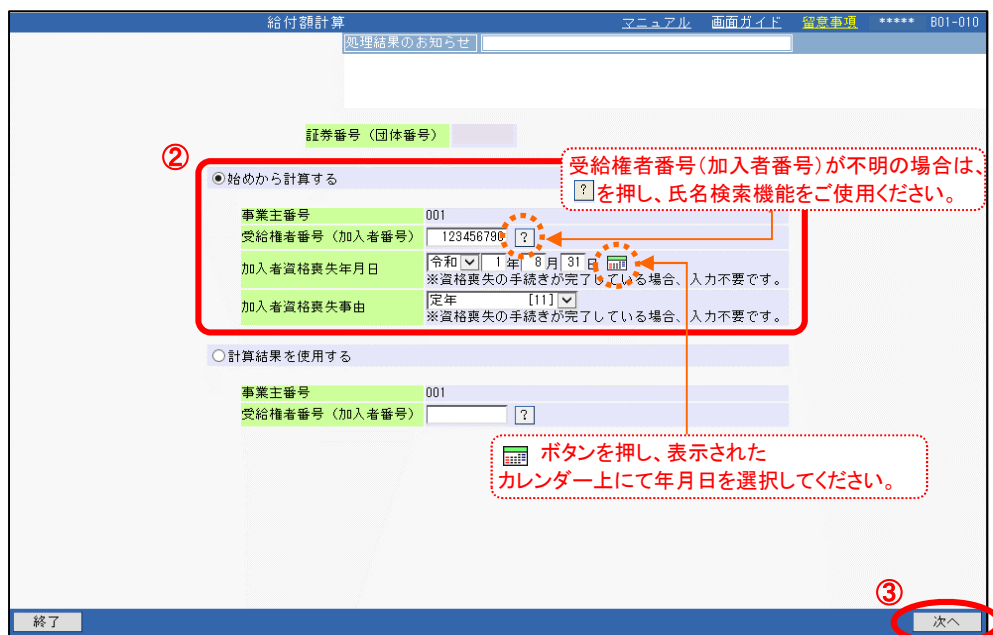 給付額計算 マニュアル 画面ガイド 留意事項 ***** B01-010
処理結果のお知らせ
証券番号（団体番号）
②
受給権者番号（加入者番号）が不明の場合は、
?を押し、氏名検索機能をご使用ください。
始めから計算する
事業主番号 001
受給権者番号（加入者番号） 123456790 ?
加入者資格喪失年月日 令和 1 年 8 月 31 日
※資格喪失の手続きが完了している場合、入力不要です。
加入者資格喪失事由 定年 [11]
※資格喪失の手続きが完了している場合、入力不要です。
計算結果を使用する
事業主番号 001
受給権者番号（加入者番号） ?
ボタンを押し、表示された
カレンダー上にて年月日を選択してください。
③
終了 次へ